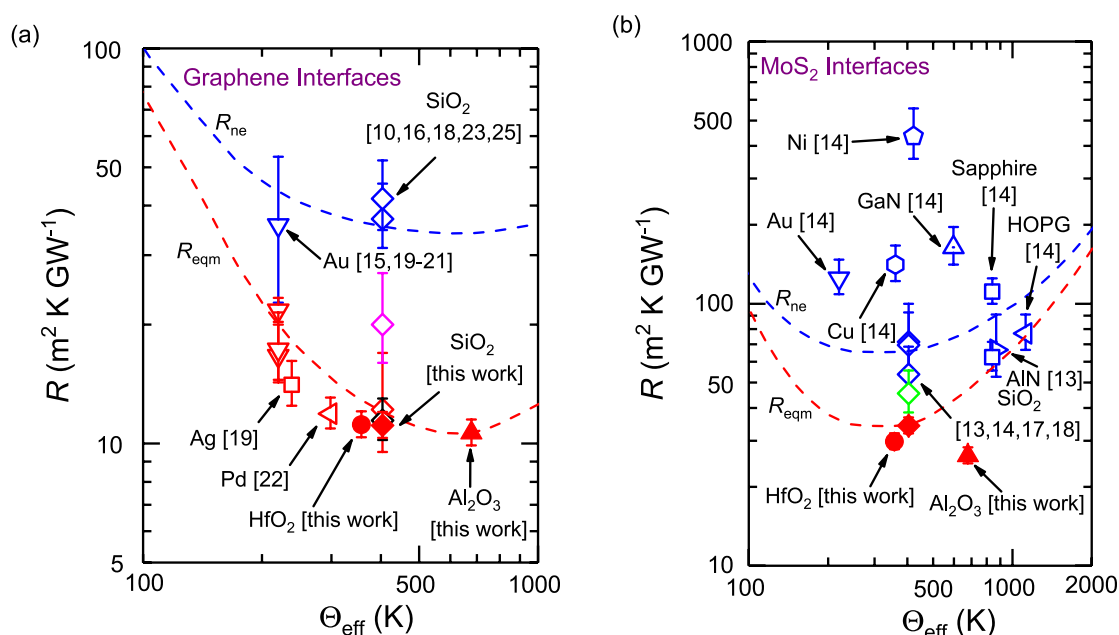 (a)
Graphene Interfaces
SiO₂
[10,16,18,23,25]
R_ne
Au [15,19-21]
R_eqm
SiO₂
[this work]
Ag [19]
Pd [22]
HfO₂ [this work]
Al₂O₃
[this work]
100
50
10
5
R (m² K GW⁻¹)
100
500
1000
Θ_eff (K)
(b)
MoS₂ Interfaces
Ni [14]
Sapphire
[14]
GaN [14]
HOPG
[14]
Au [14]
R_ne
Cu [14]
AlN [13]
SiO₂
[13,14,17,18]
R_eqm
HfO₂ [this work]
Al₂O₃ [this work]
1000
500
100
50
10
R (m² K GW⁻¹)
100
500
1000
2000
Θ_eff (K)